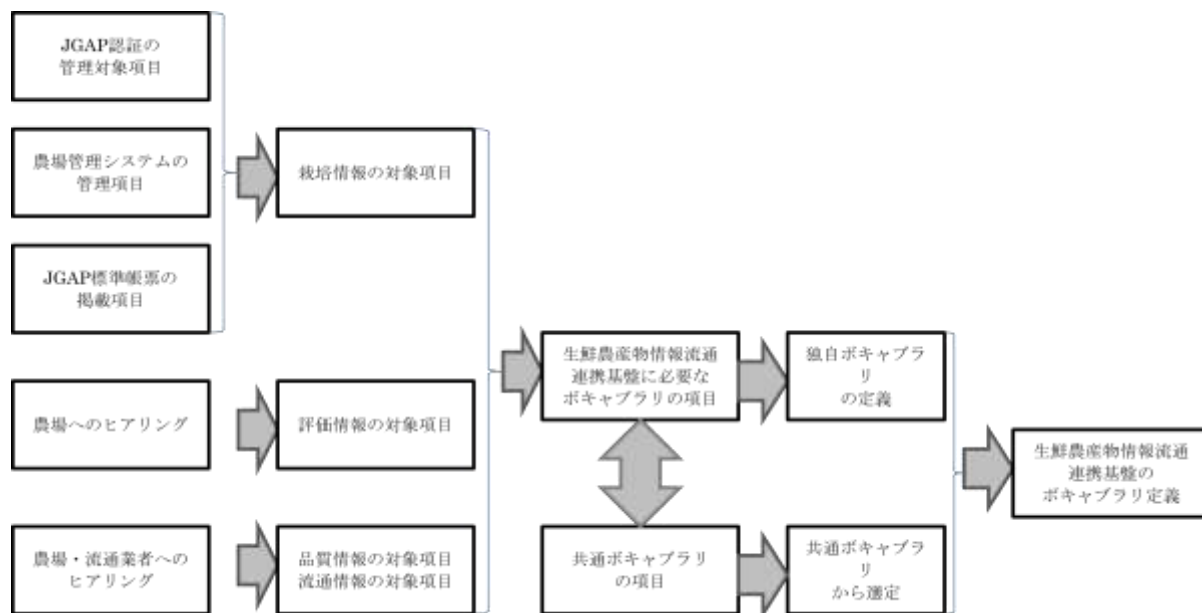 JGAP認証の
管理対象項目
農場管理システムの
管理項目
JGAP標準帳票の
掲載項目
栽培情報の対象項目
農場へのヒアリング
評価情報の対象項目
農場・流通業者への
ヒアリング
品質情報の対象項目
流通情報の対象項目
生鮮農産物情報流通
連携基盤に必要な
ボキャブラリの項目
共通ボキャブラリ
の項目
独自ボキャブラ
リ
の定義
共通ボキャブラ
リ
から選定
生鮮農産物情報流通
連携基盤の
ボキャブラリ定義